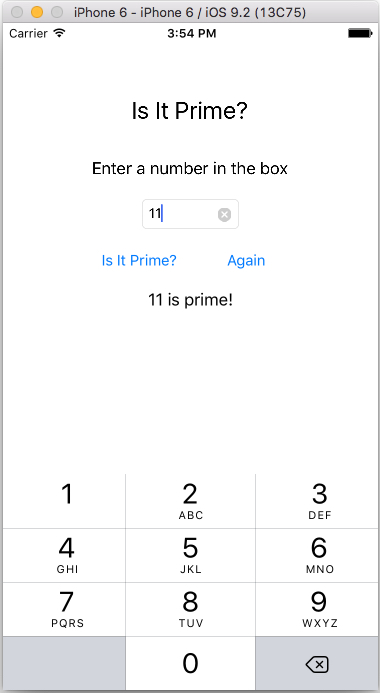 iPhone 6 - iPhone 6 / iOS 9.2 (13C75)
Carrier 3:54 PM
Is It Prime?
Enter a number in the box
11
Is It Prime? Again
11 is prime!
1 2 3
ABC DEF
4 5 6
GHI JKL MNO
7 8 9
PQRS TUV WXYZ
0